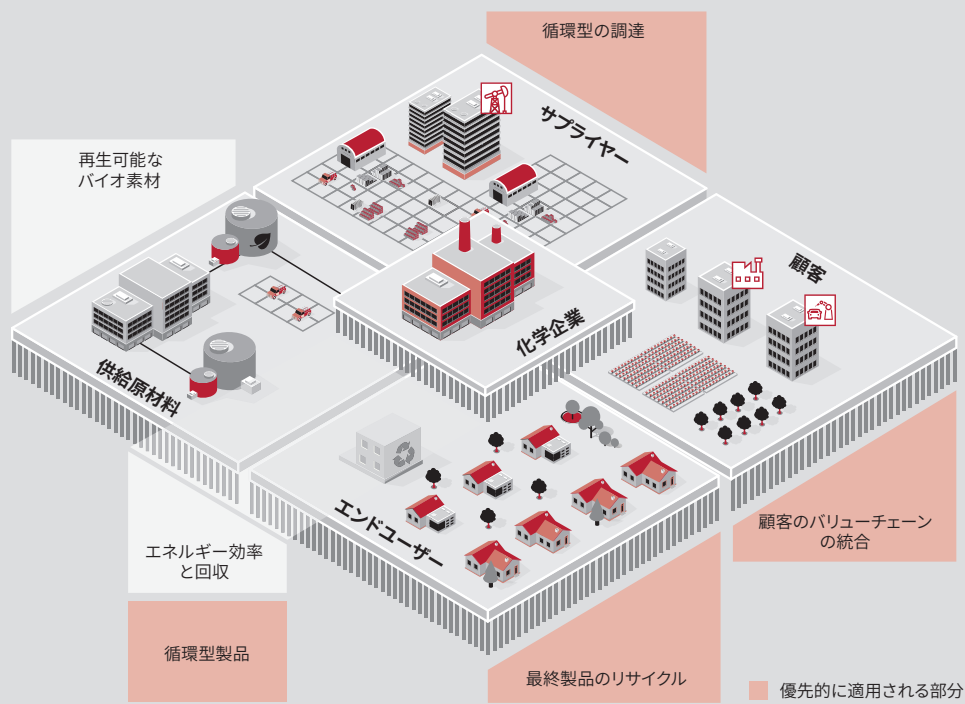 循環型の調達
サプライヤー
再生可能な
バイオ素材
顧客
化学企業
供給原材料
エンドユーザー
顧客のバリューチェーン
の統合
エネルギー効率
と回収
循環型製品
最終製品のリサイクル
優先的に適用される部分